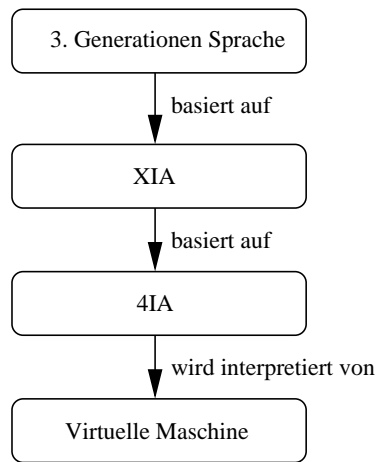 3. Generationen Sprache
basiert auf
XIA
basiert auf
4IA
wird interpretiert von
Virtuelle Maschine